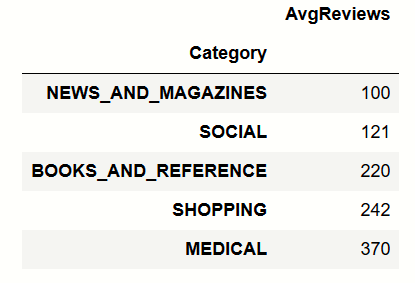 AvgReviews
Category
NEWS_AND_MAGAZINES 100
SOCIAL 121
BOOKS_AND_REFERENCE 220
SHOPPING 242
MEDICAL 370